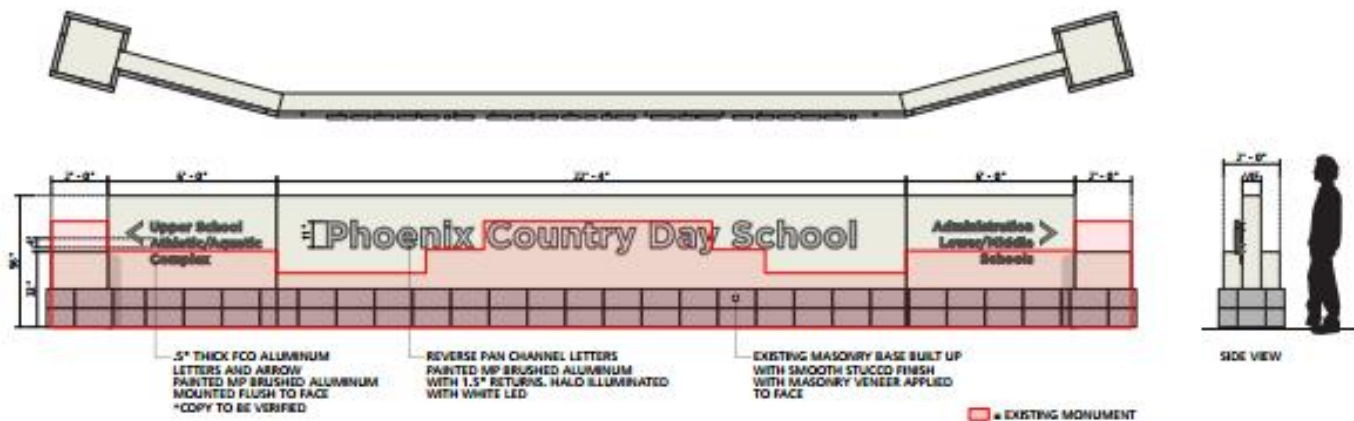 2' - 0"
6' - 0"
22' - 4"
6' - 0"
2' - 0"
2' - 0"
Upper School
Athletic/Aquatic
Complex
11"
Phoenix Country Day School
Administration
Lower/Middle
Schools
.5" THICK FCO ALUMINUM
LETTERS AND ARROW
PAINTED MP BRUSHED ALUMINUM
MOUNTED FLUSH TO FACE
*COPY TO BE VERIFIED
REVERSE PAN CHANNEL LETTERS
PAINTED MP BRUSHED ALUMINUM
WITH 1.5" RETURNS. HALO ILLUMINATED
WITH WHITE LED
EXISTING MASONRY BASE BUILT UP
WITH SMOOTH STUCCO FINISH
WITH MASONRY VENEER APPLIED
TO FACE
SIDE VIEW
= EXISTING MONUMENT